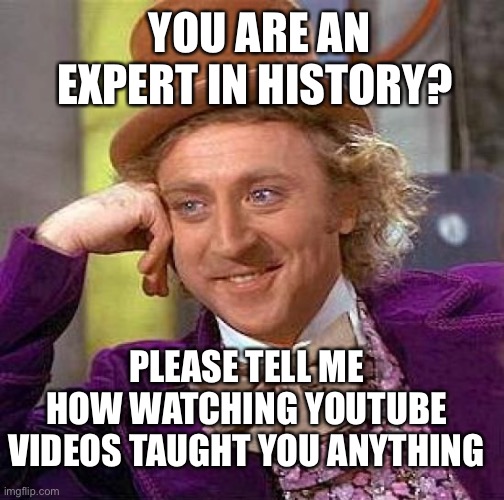 YOU ARE AN
EXPERT IN HISTORY?
PLEASE TELL ME
HOW WATCHING YOUTUBE
VIDEOS TAUGHT YOU ANYTHING
imgflip.com